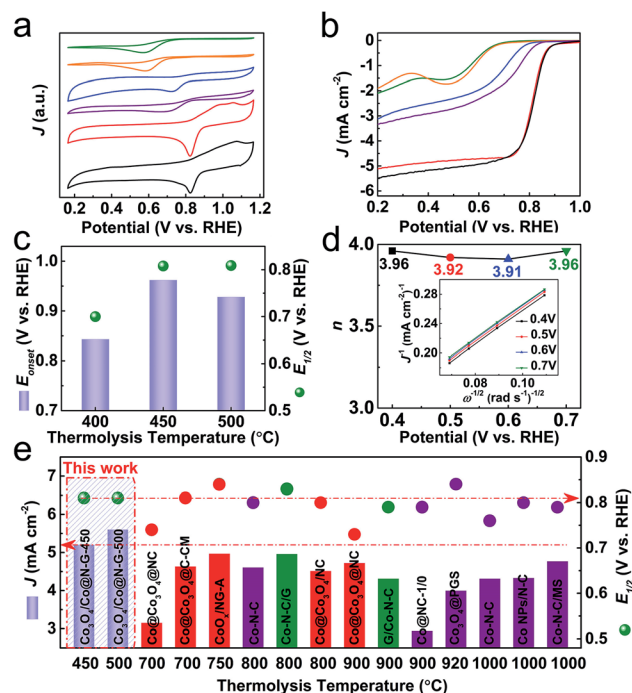 a
J (a.u.)
0.2 0.4 0.6 0.8 1.0 1.2
Potential (V vs. RHE)
b
J (mA cm-2)
0
-1
-2
-3
-4
-5
-6
0.2 0.4 0.6 0.8 1.0
Potential (V vs. RHE)
c
Eonset (V vs. RHE)
1.0
0.9
0.8
0.7
E1/2 (V vs. RHE)
0.8
0.7
0.6
0.5
400 450 500
Thermolysis Temperature (°C)
d
n
4.0
3.5
3.0
3.96 3.92 3.91 3.96
J-1 (mA cm-2)-1
0.28
0.24
0.20
0.4V
0.5V
0.6V
0.7V
0.08 0.10
ω-1/2 (rad s-1)-1/2
0.4 0.5 0.6 0.7
Potential (V vs. RHE)
e
This work
J (mA cm-2)
7
6
5
4
3
E1/2 (V vs. RHE)
0.9
0.8
0.7
0.6
0.5
Co3O4/Co@N-G-450
Co3O4/Co@N-G-500
Co@Co3O4@NC
Co@Co3O4@C-CM
CoOx/NG-A
Co-N-C
Co-N-C/G
Co@Co3O4/NC
Co@Co3O4@NC
G/Co-N-C
Co@NC-1/0
Co3O4@PGS
Co-N-C
Co NPs/N-C
Co-N-C/MS
450 500 700 700 750 800 800 800 900 900 900 920 1000 1000 1000
Thermolysis Temperature (°C)